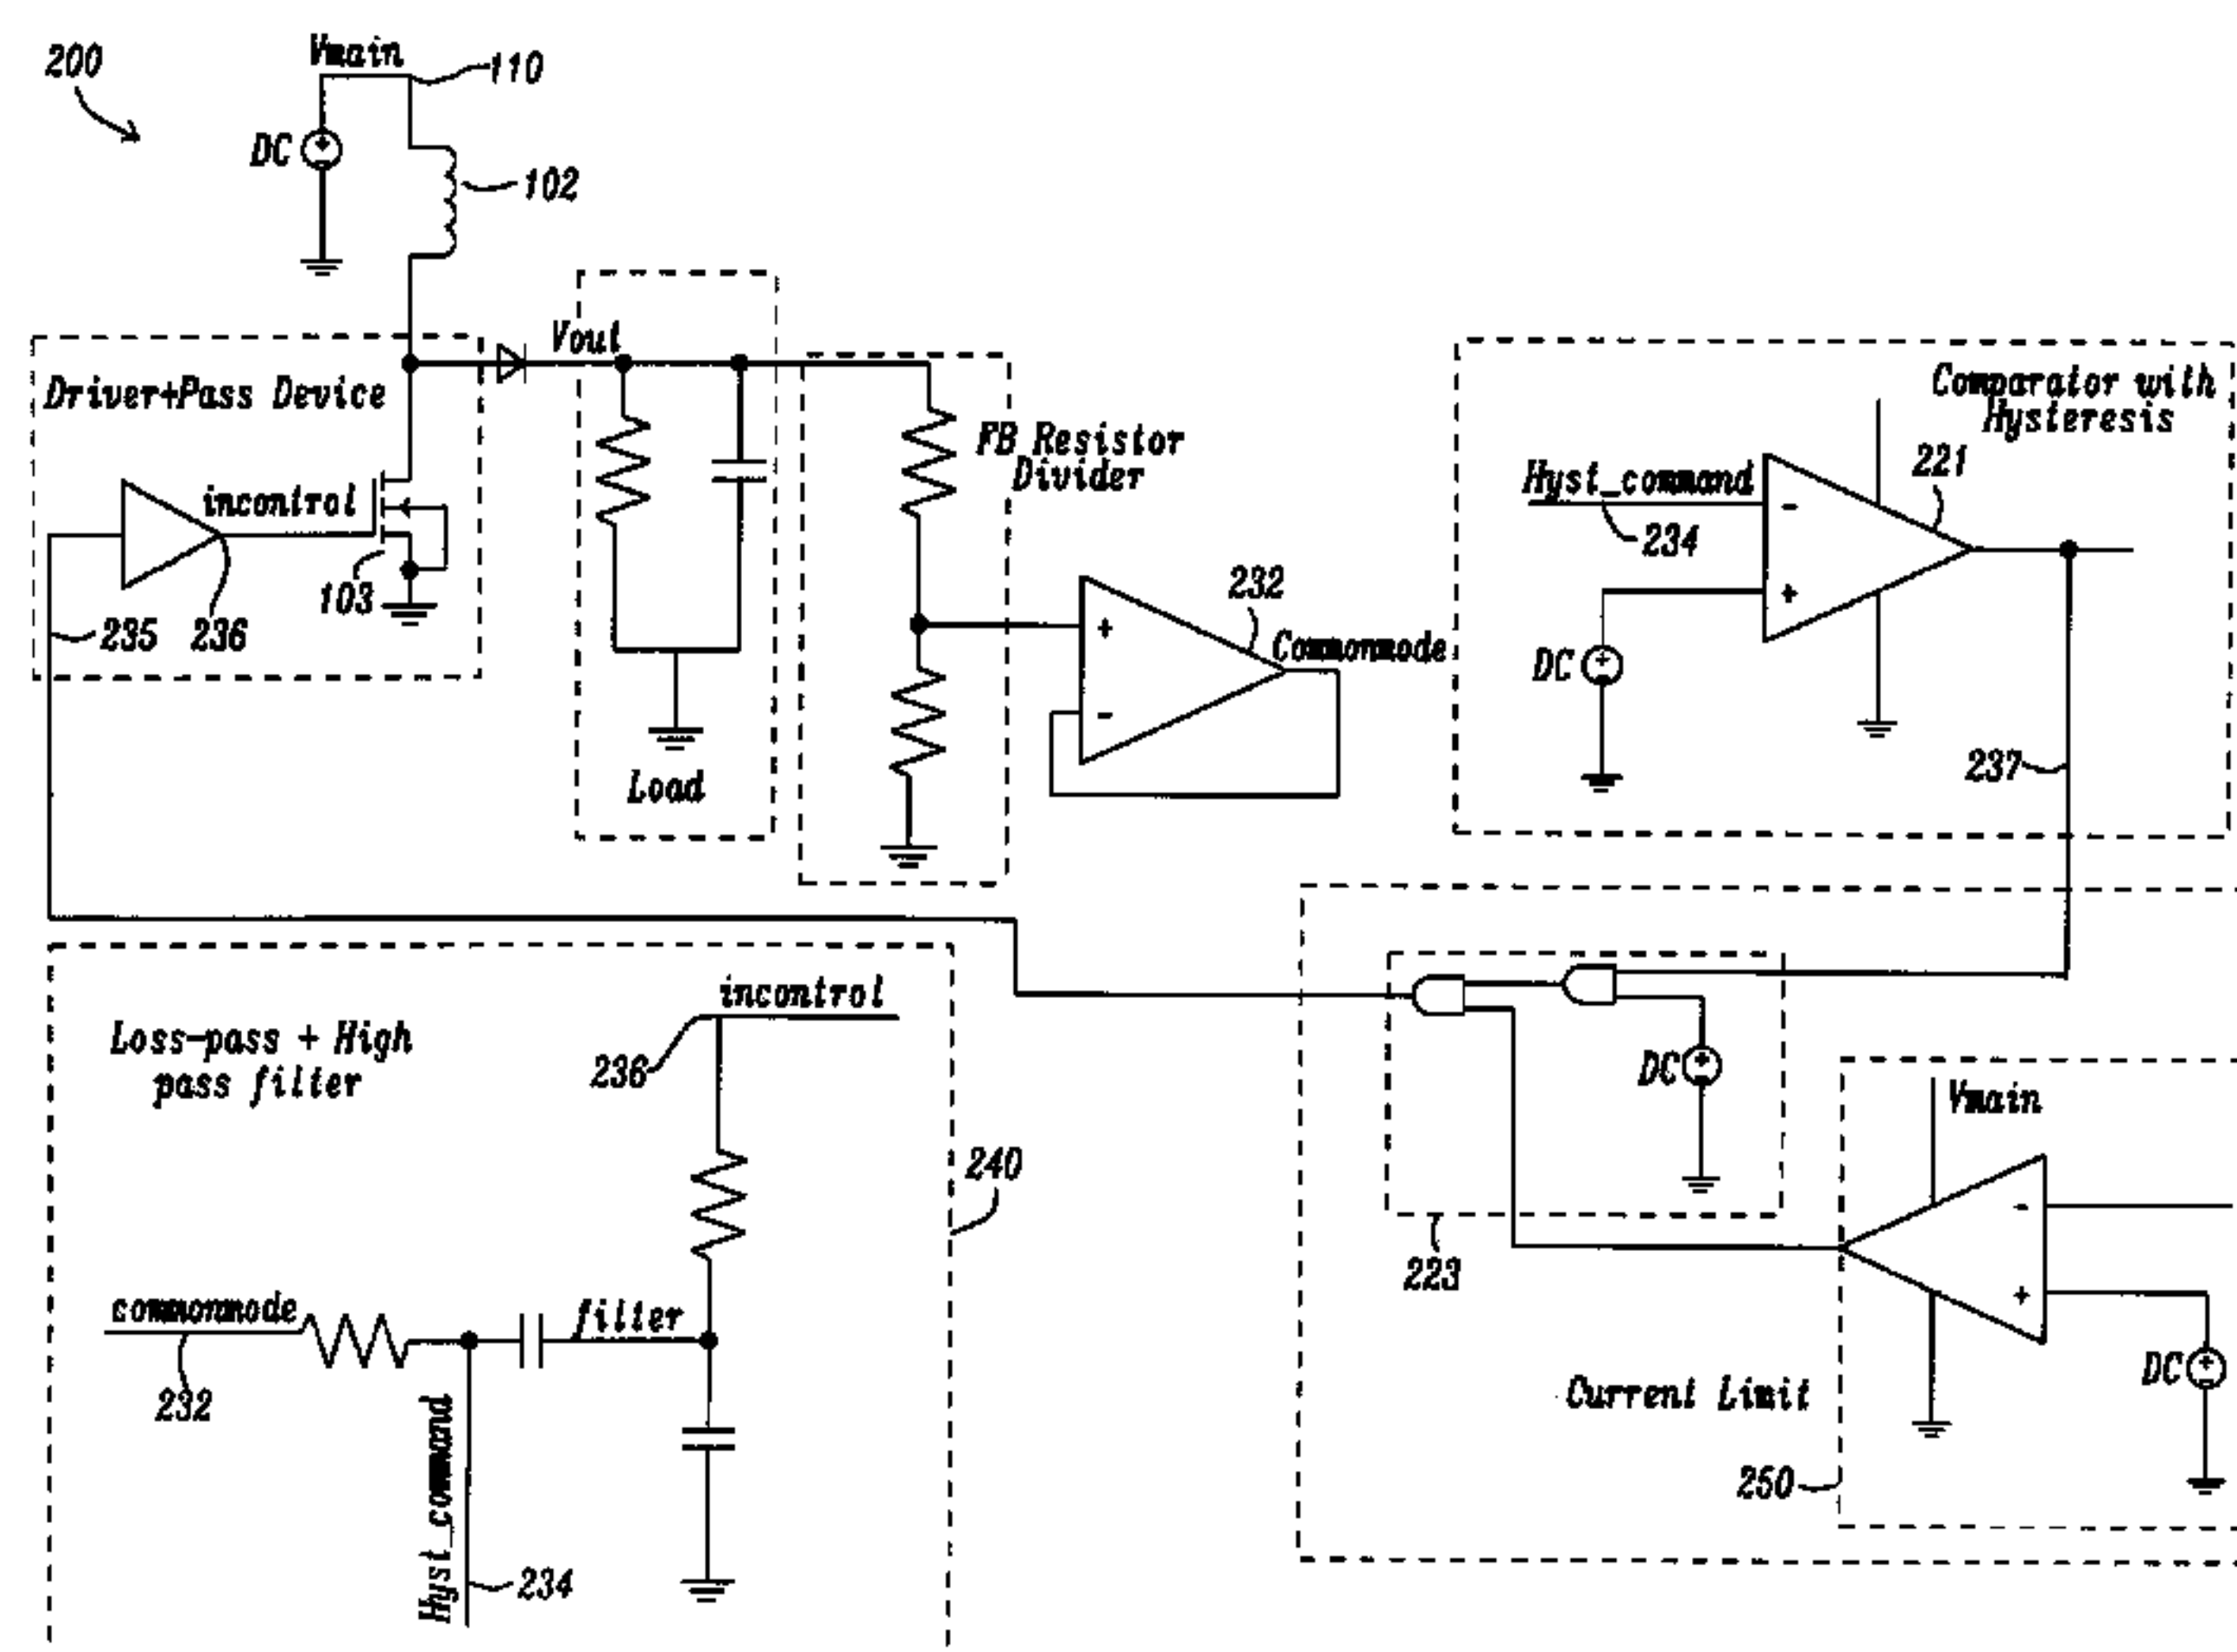 200
Vmain
110
DC
102
Driver+Pass Device
Vout
incontrol
103
235
236
Load
FB Resistor
Divider
232
Commonmode
Comparator with
Hysteresis
Hyst_command
221
234
-
+
DC
237
+
-
Loss-pass + High
pass filter
incontrol
236
240
commonmode
232
filter
Hyst_command
234
DC
223
Vmain
-
+
DC
Current Limit
250